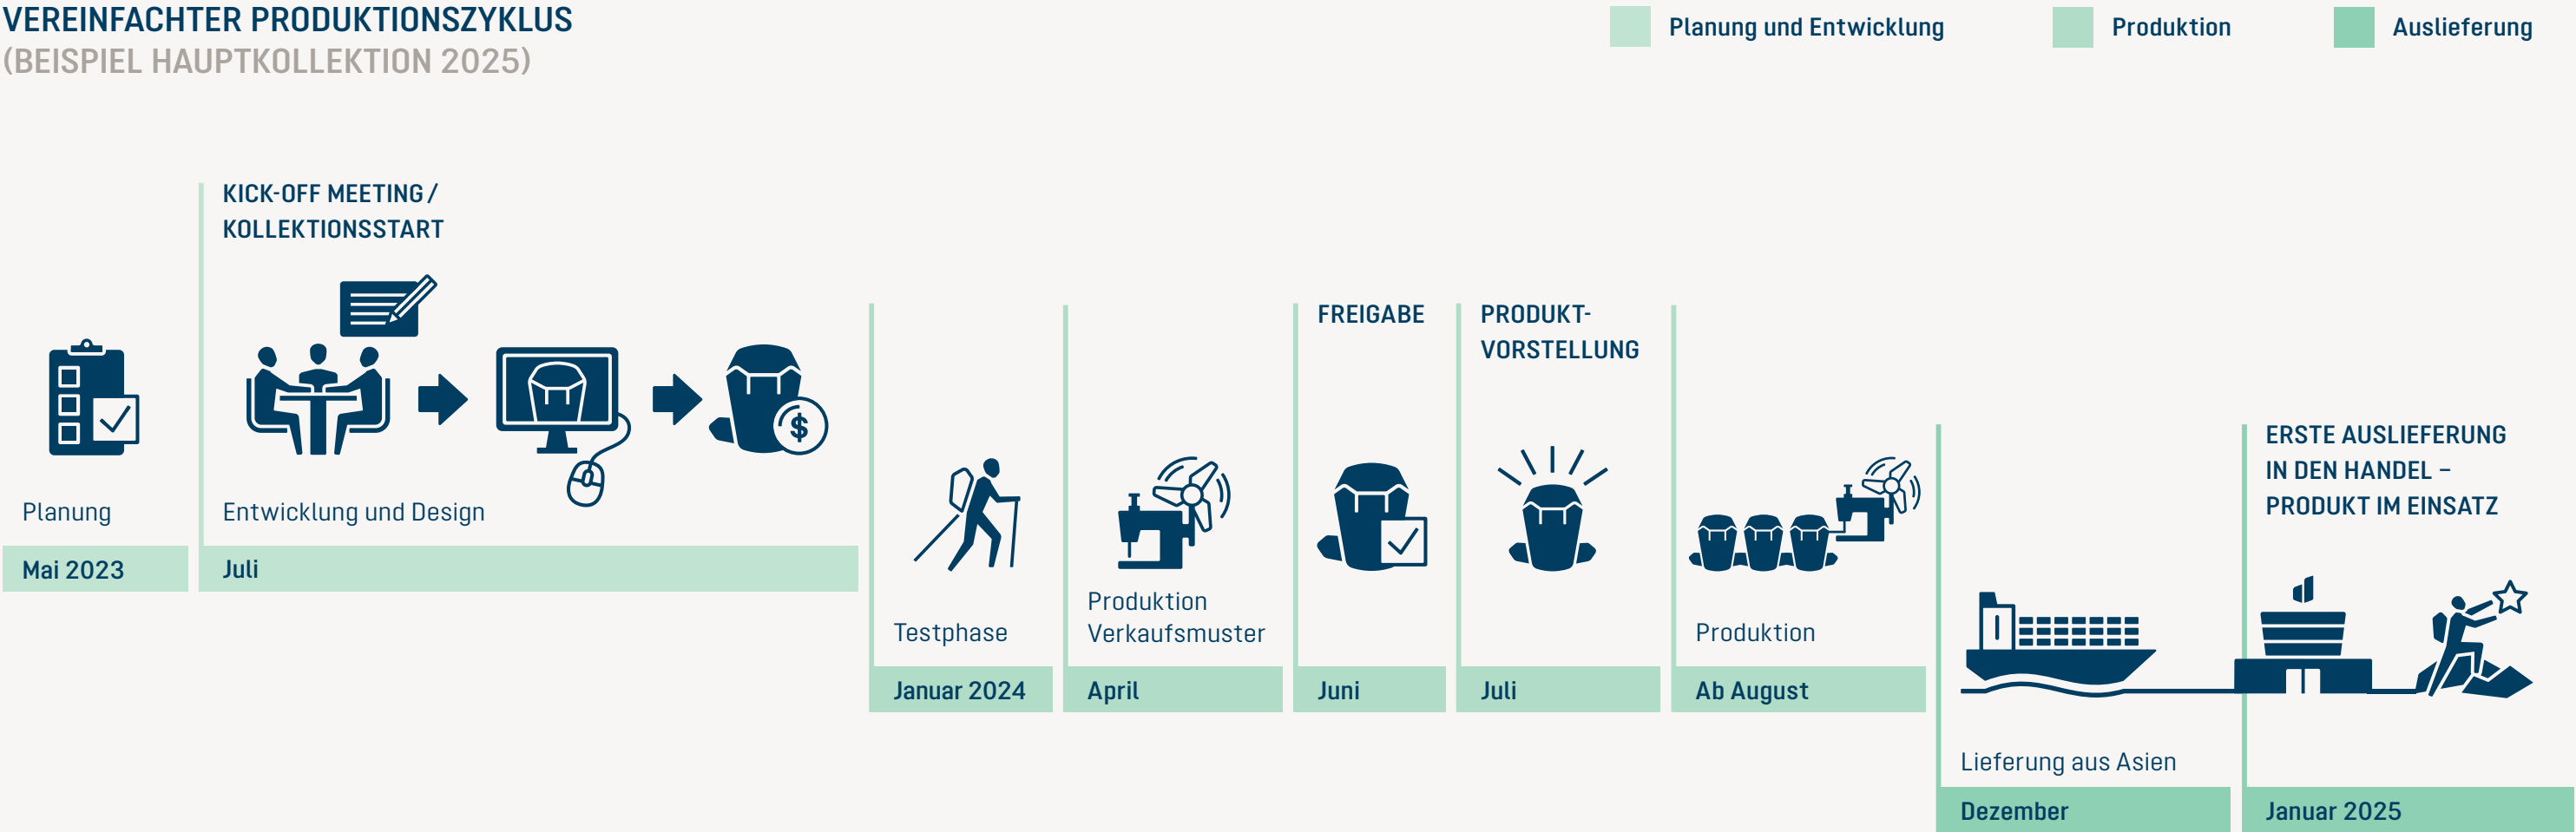 VEREINFACHTER PRODUKTIONSZYKLUS
(BEISPIEL HAUPTKOLLEKTION 2025)
Planung und Entwicklung
Produktion
Auslieferung
KICK-OFF MEETING /
KOLLEKTIONSSTART
Planung
Mai 2023
$
Entwicklung und Design
Juli
Testphase
Januar 2024
Produktion
Verkaufsmuster
April
FREIGABE
Juni
PRODUKT-
VORSTELLUNG
Juli
Produktion
Ab August
Lieferung aus Asien
Dezember
ERSTE AUSLIEFERUNG
IN DEN HANDEL –
PRODUKT IM EINSATZ
Januar 2025